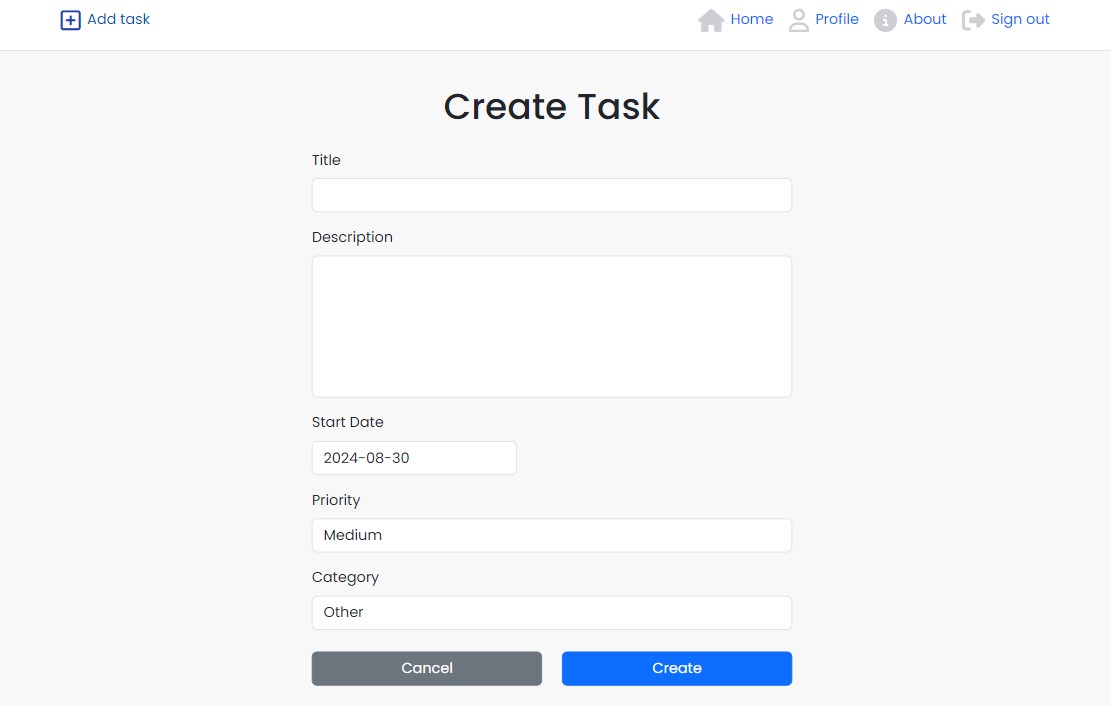 Add task Home Profile About Sign out
Create Task
Title
Description
Start Date
2024-08-30
Priority
Medium
Category
Other
Cancel Create